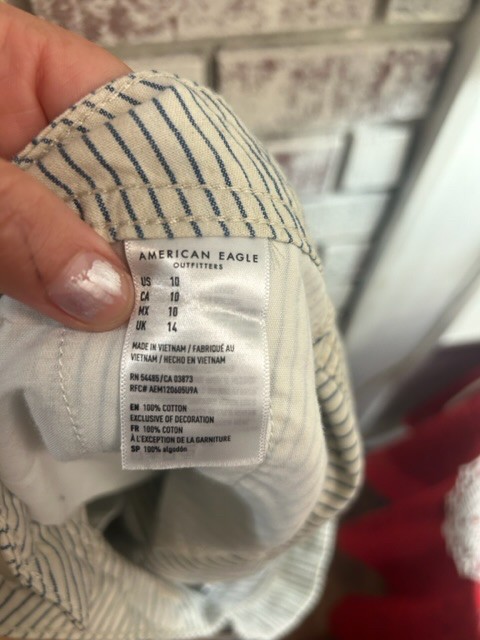 AMERICAN EAGLE
OUTFITTERS
US 10
CA 10
MX 10
UK 14
MADE IN VIETNAM / FABRIQUÉ AU
VIETNAM / HECHO EN VIETNAM
RN 54485/CA 03873
RFC# AEM120685U9A
EN 100% COTTON
EXCLUSIVE OF DECORATION
FR 100% COTON
À L'EXCEPTION DE LA GARNITURE
SP 100% algodón